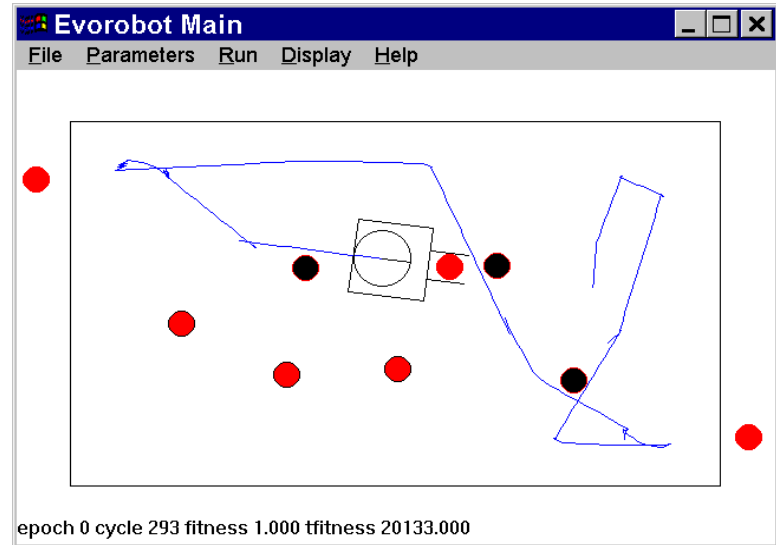 Evorobot Main
File Parameters Run Display Help
epoch 0 cycle 293 fitness 1.000 tfitness 20133.000